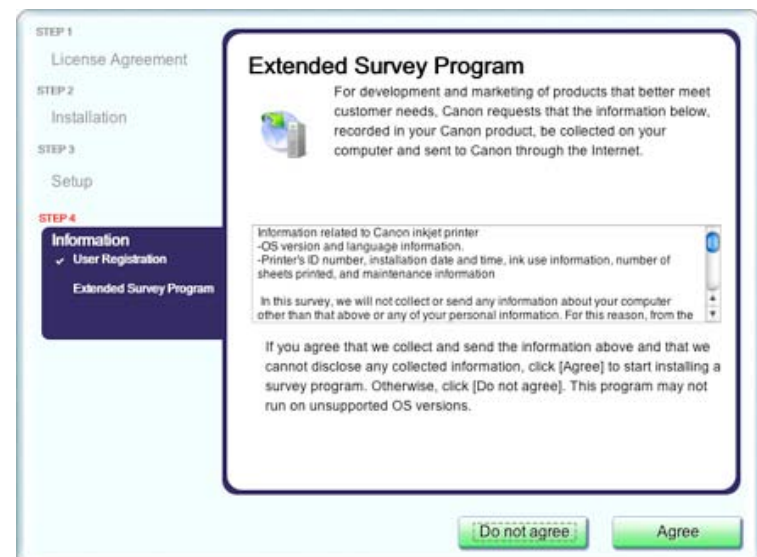 STEP 1
License Agreement
STEP 2
Installation
STEP 3
Setup
STEP 4
Information
User Registration
Extended Survey Program
Extended Survey Program
For development and marketing of products that better meet
customer needs, Canon requests that the information below,
recorded in your Canon product, be collected on your
computer and sent to Canon through the Internet.
Information related to Canon inkjet printer
-OS version and language information.
-Printer's ID number, installation date and time, ink use information, number of
sheets printed, and maintenance information
In this survey, we will not collect or send any information about your computer
other than that above or any of your personal information. For this reason, from the
If you agree that we collect and send the information above and that we
cannot disclose any collected information, click [Agree] to start installing a
survey program. Otherwise, click [Do not agree]. This program may not
run on unsupported OS versions.
Do not agree
Agree